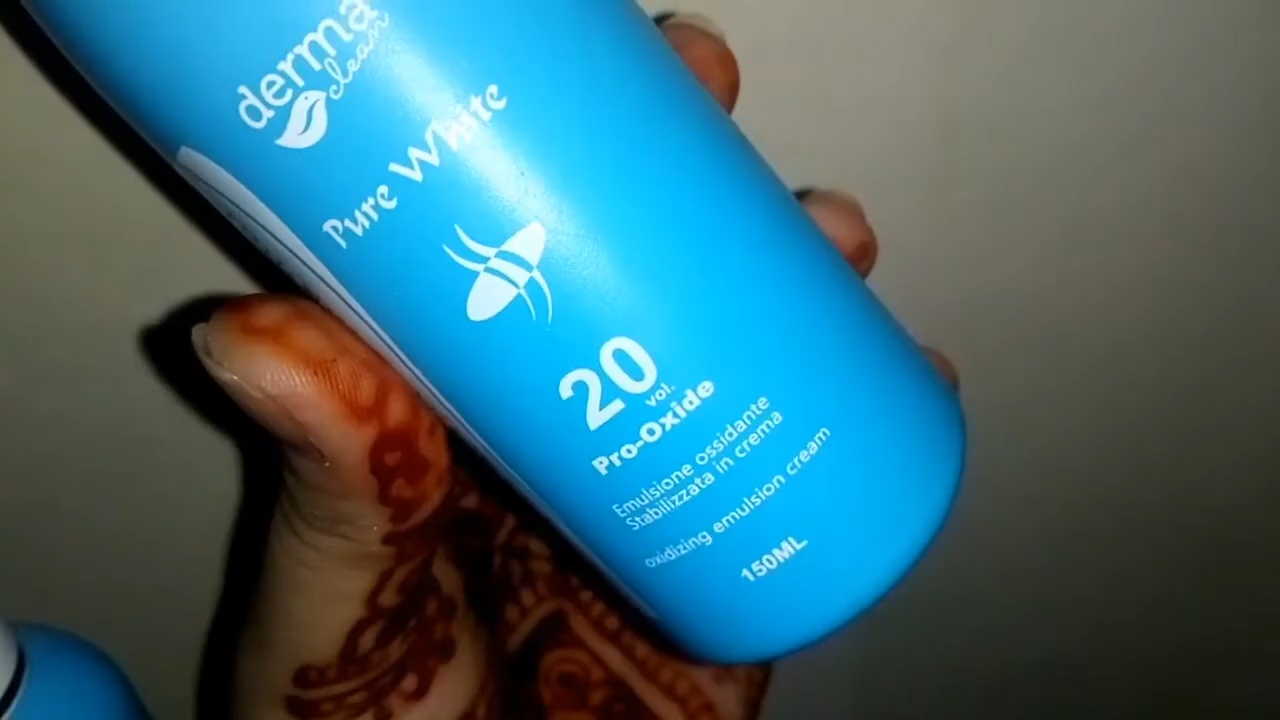 derma
clean
Pure White
20
vol.
Pro-Oxide
Emulsione ossidante
Stabilizzata in crema
oxidizing emulsion cream
150ML